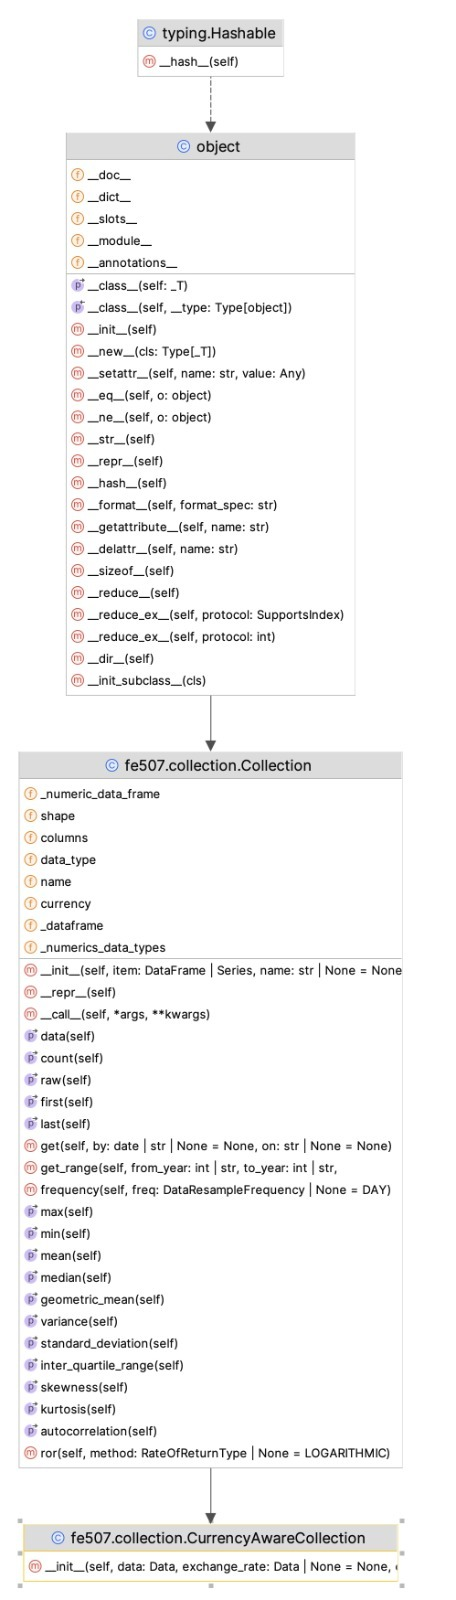 typing.Hashable
__hash__(self)
object
__doc__
__dict__
__slots__
__module__
__annotations__
__class__(self: _T)
__class__(self, __type: Type[object])
__init__(self)
__new__(cls: Type[_T])
__setattr__(self, name: str, value: Any)
__eq__(self, o: object)
__ne__(self, o: object)
__str__(self)
__repr__(self)
__hash__(self)
__format__(self, format_spec: str)
__getattribute__(self, name: str)
__delattr__(self, name: str)
__sizeof__(self)
__reduce__(self)
__reduce_ex__(self, protocol: SupportsIndex)
__reduce_ex__(self, protocol: int)
__dir__(self)
__init_subclass__(cls)
fe507.collection.Collection
_numeric_data_frame
shape
columns
data_type
name
currency
_dataframe
_numerics_data_types
__init__(self, item: DataFrame | Series, name: str | None = None
__repr__(self)
__call__(self, *args, **kwargs)
data(self)
count(self)
raw(self)
first(self)
last(self)
get(self, by: date | str | None = None, on: str | None = None)
get_range(self, from_year: int | str, to_year: int | str,
frequency(self, freq: DataResampleFrequency | None = DAY)
max(self)
min(self)
mean(self)
median(self)
geometric_mean(self)
variance(self)
standard_deviation(self)
inter_quartile_range(self)
skewness(self)
kurtosis(self)
autocorrelation(self)
ror(self, method: RateOfReturnType | None = LOGARITHMIC)
fe507.collection.CurrencyAwareCollection
__init__(self, data: Data, exchange_rate: Data | None = None,